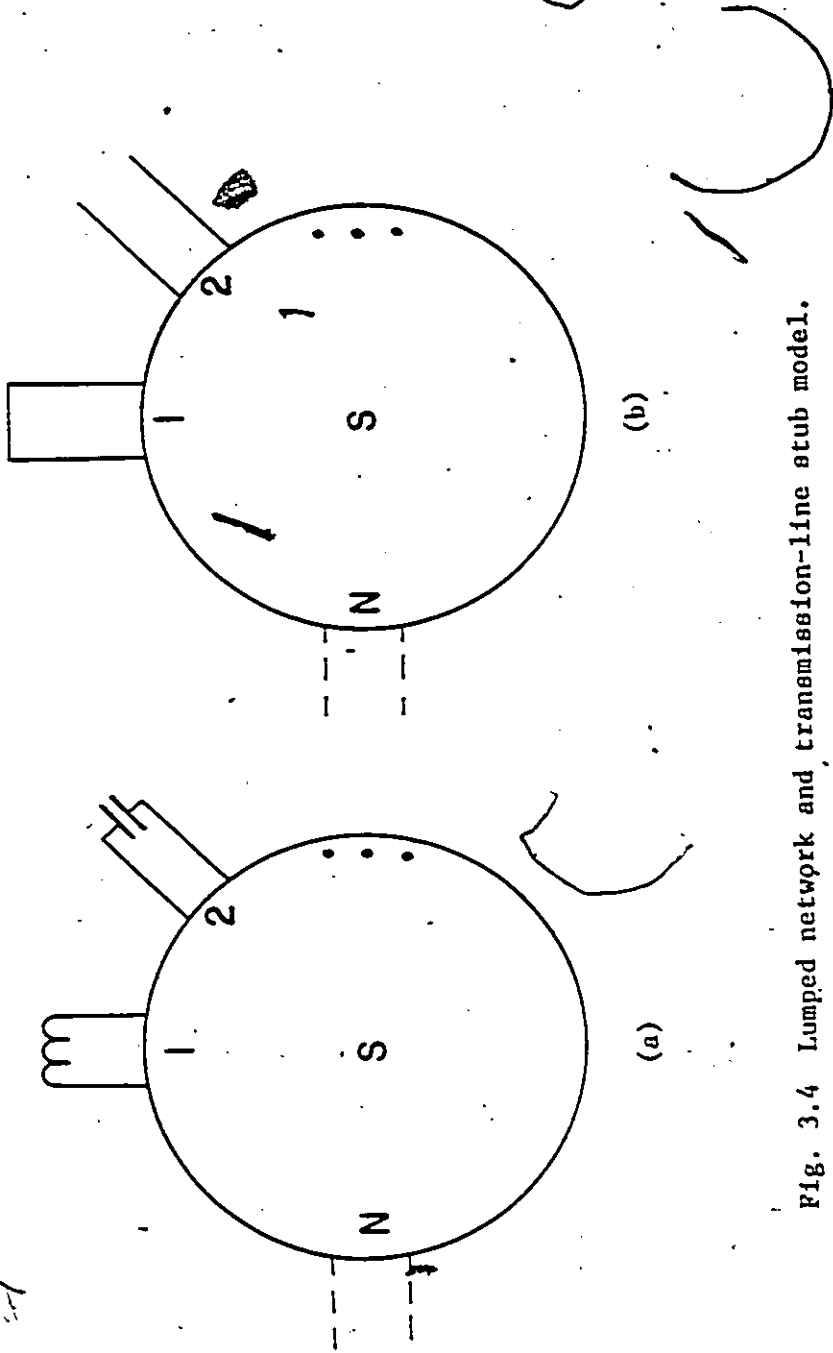 1
2
N
S
(a)
1
2
N
S
(b)
Fig. 3.4 Lumped network and transmission-line stub model.